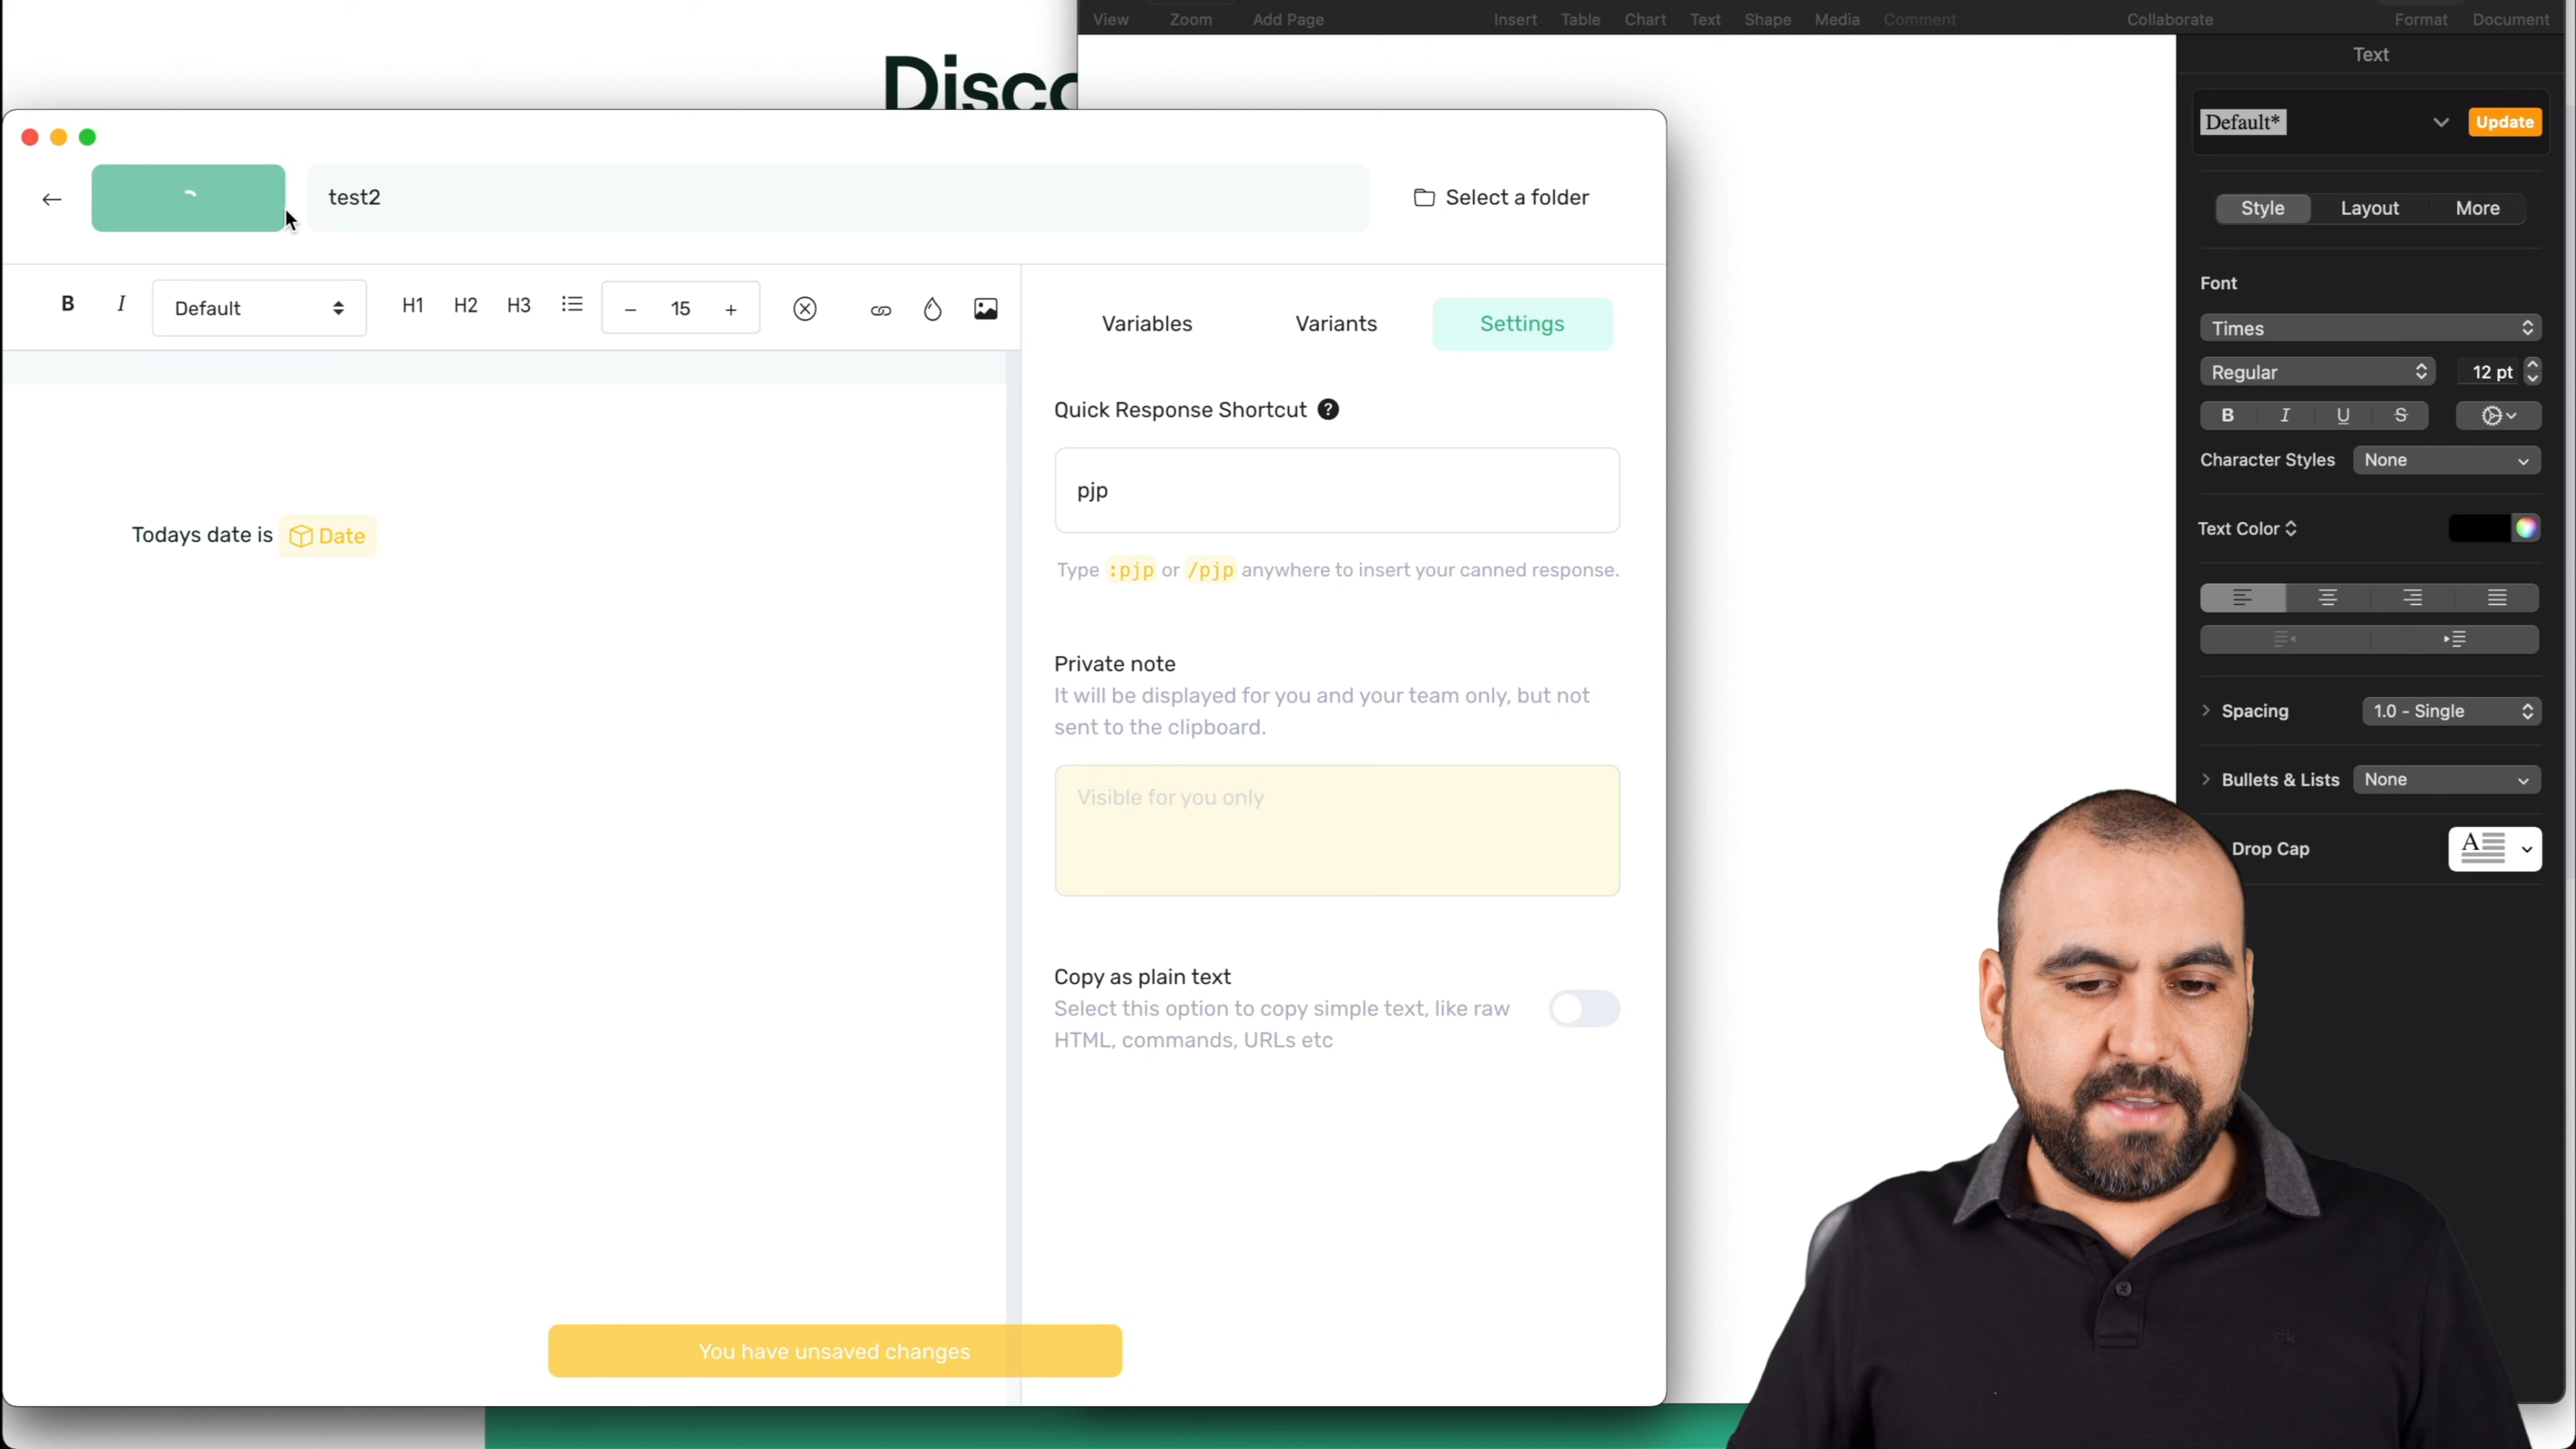 View Zoom Add Page Insert Table Chart Text Shape Media Comment Collaborate Format Document
Text
Default* Update
Style Layout More
Font
Times
Regular 12 pt
B I U S
Character Styles None
Text Color
Spacing 1.0 - Single
Bullets & Lists None
Drop Cap
A
test2
Select a folder
B I Default H1 H2 H3 − 15 +
Todays date is Date
Variables Variants Settings
Quick Response Shortcut ?
pjp
Type :pjp or /pjp anywhere to insert your canned response.
Private note
It will be displayed for you and your team only, but not
sent to the clipboard.
Visible for you only
Copy as plain text
Select this option to copy simple text, like raw
HTML, commands, URLs etc
You have unsaved changes
ck